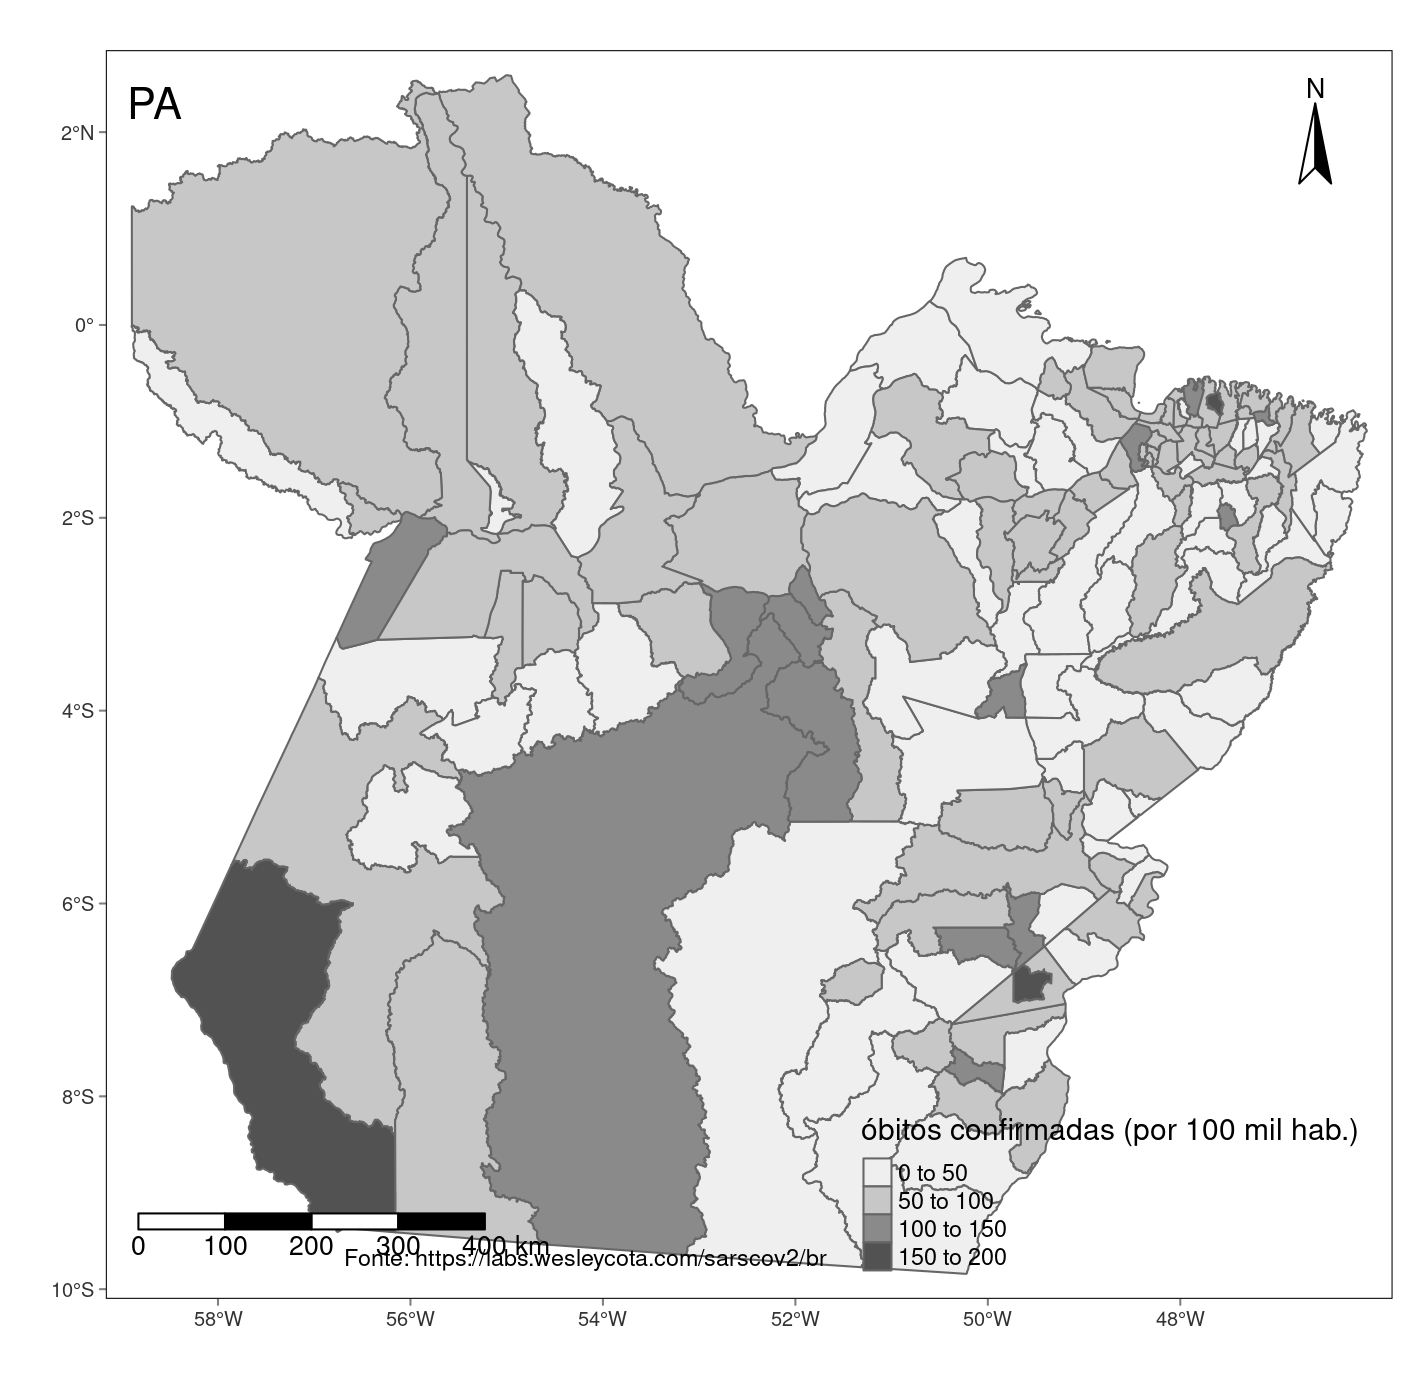 PA
N
2°N
0°
2°S
4°S
6°S
8°S
10°S
óbitos confirmadas (por 100 mil hab.)
0 to 50
50 to 100
100 to 150
150 to 200
0 100 200 300 400 km
Fonte: https://labs.wesleycota.com/sarscov2/br
58°W 56°W 54°W 52°W 50°W 48°W